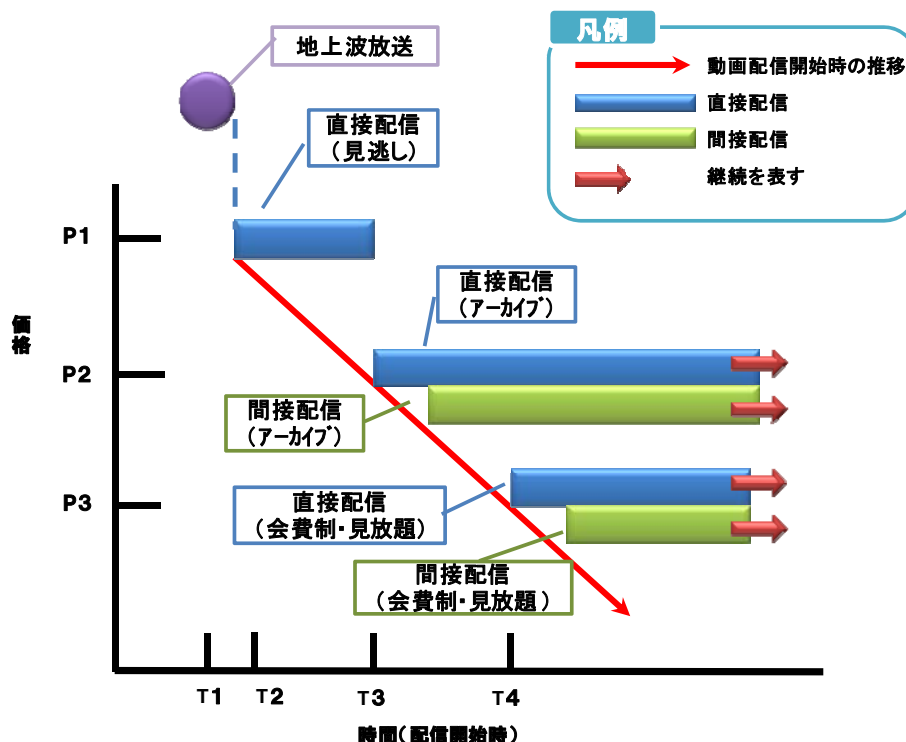 凡例
動画配信開始時の推移
直接配信
間接配信
継続を表す
地上波放送
直接配信
（見逃し）
P1
直接配信
（アーカイブ）
価格
P2
間接配信
（アーカイブ）
P3
直接配信
（会費制・見放題）
間接配信
（会費制・見放題）
T1
T2
T3
T4
時間（配信開始時）